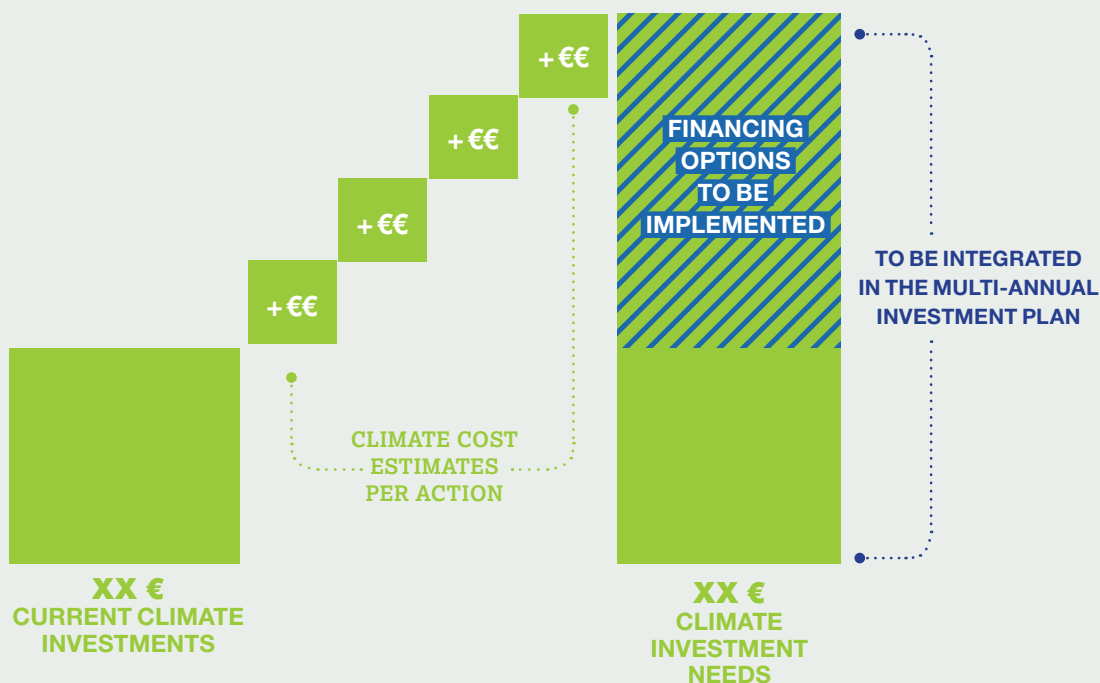 + €€
+ €€
+ €€
+ €€
FINANCING
OPTIONS
TO BE
IMPLEMENTED
TO BE INTEGRATED
IN THE MULTI-ANNUAL
INVESTMENT PLAN
CLIMATE COST
ESTIMATES
PER ACTION
XX €
CURRENT CLIMATE
INVESTMENTS
XX €
CLIMATE
INVESTMENT
NEEDS